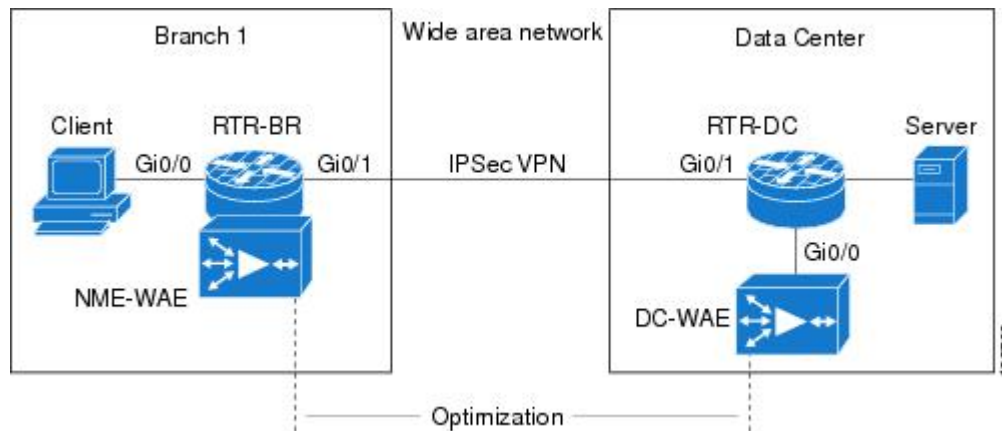 Branch 1
Wide area network
Data Center
Client
RTR-BR
RTR-DC
Server
Gi0/0
Gi0/1
IPSec VPN
Gi0/1
Gi0/0
NME-WAE
DC-WAE
Optimization